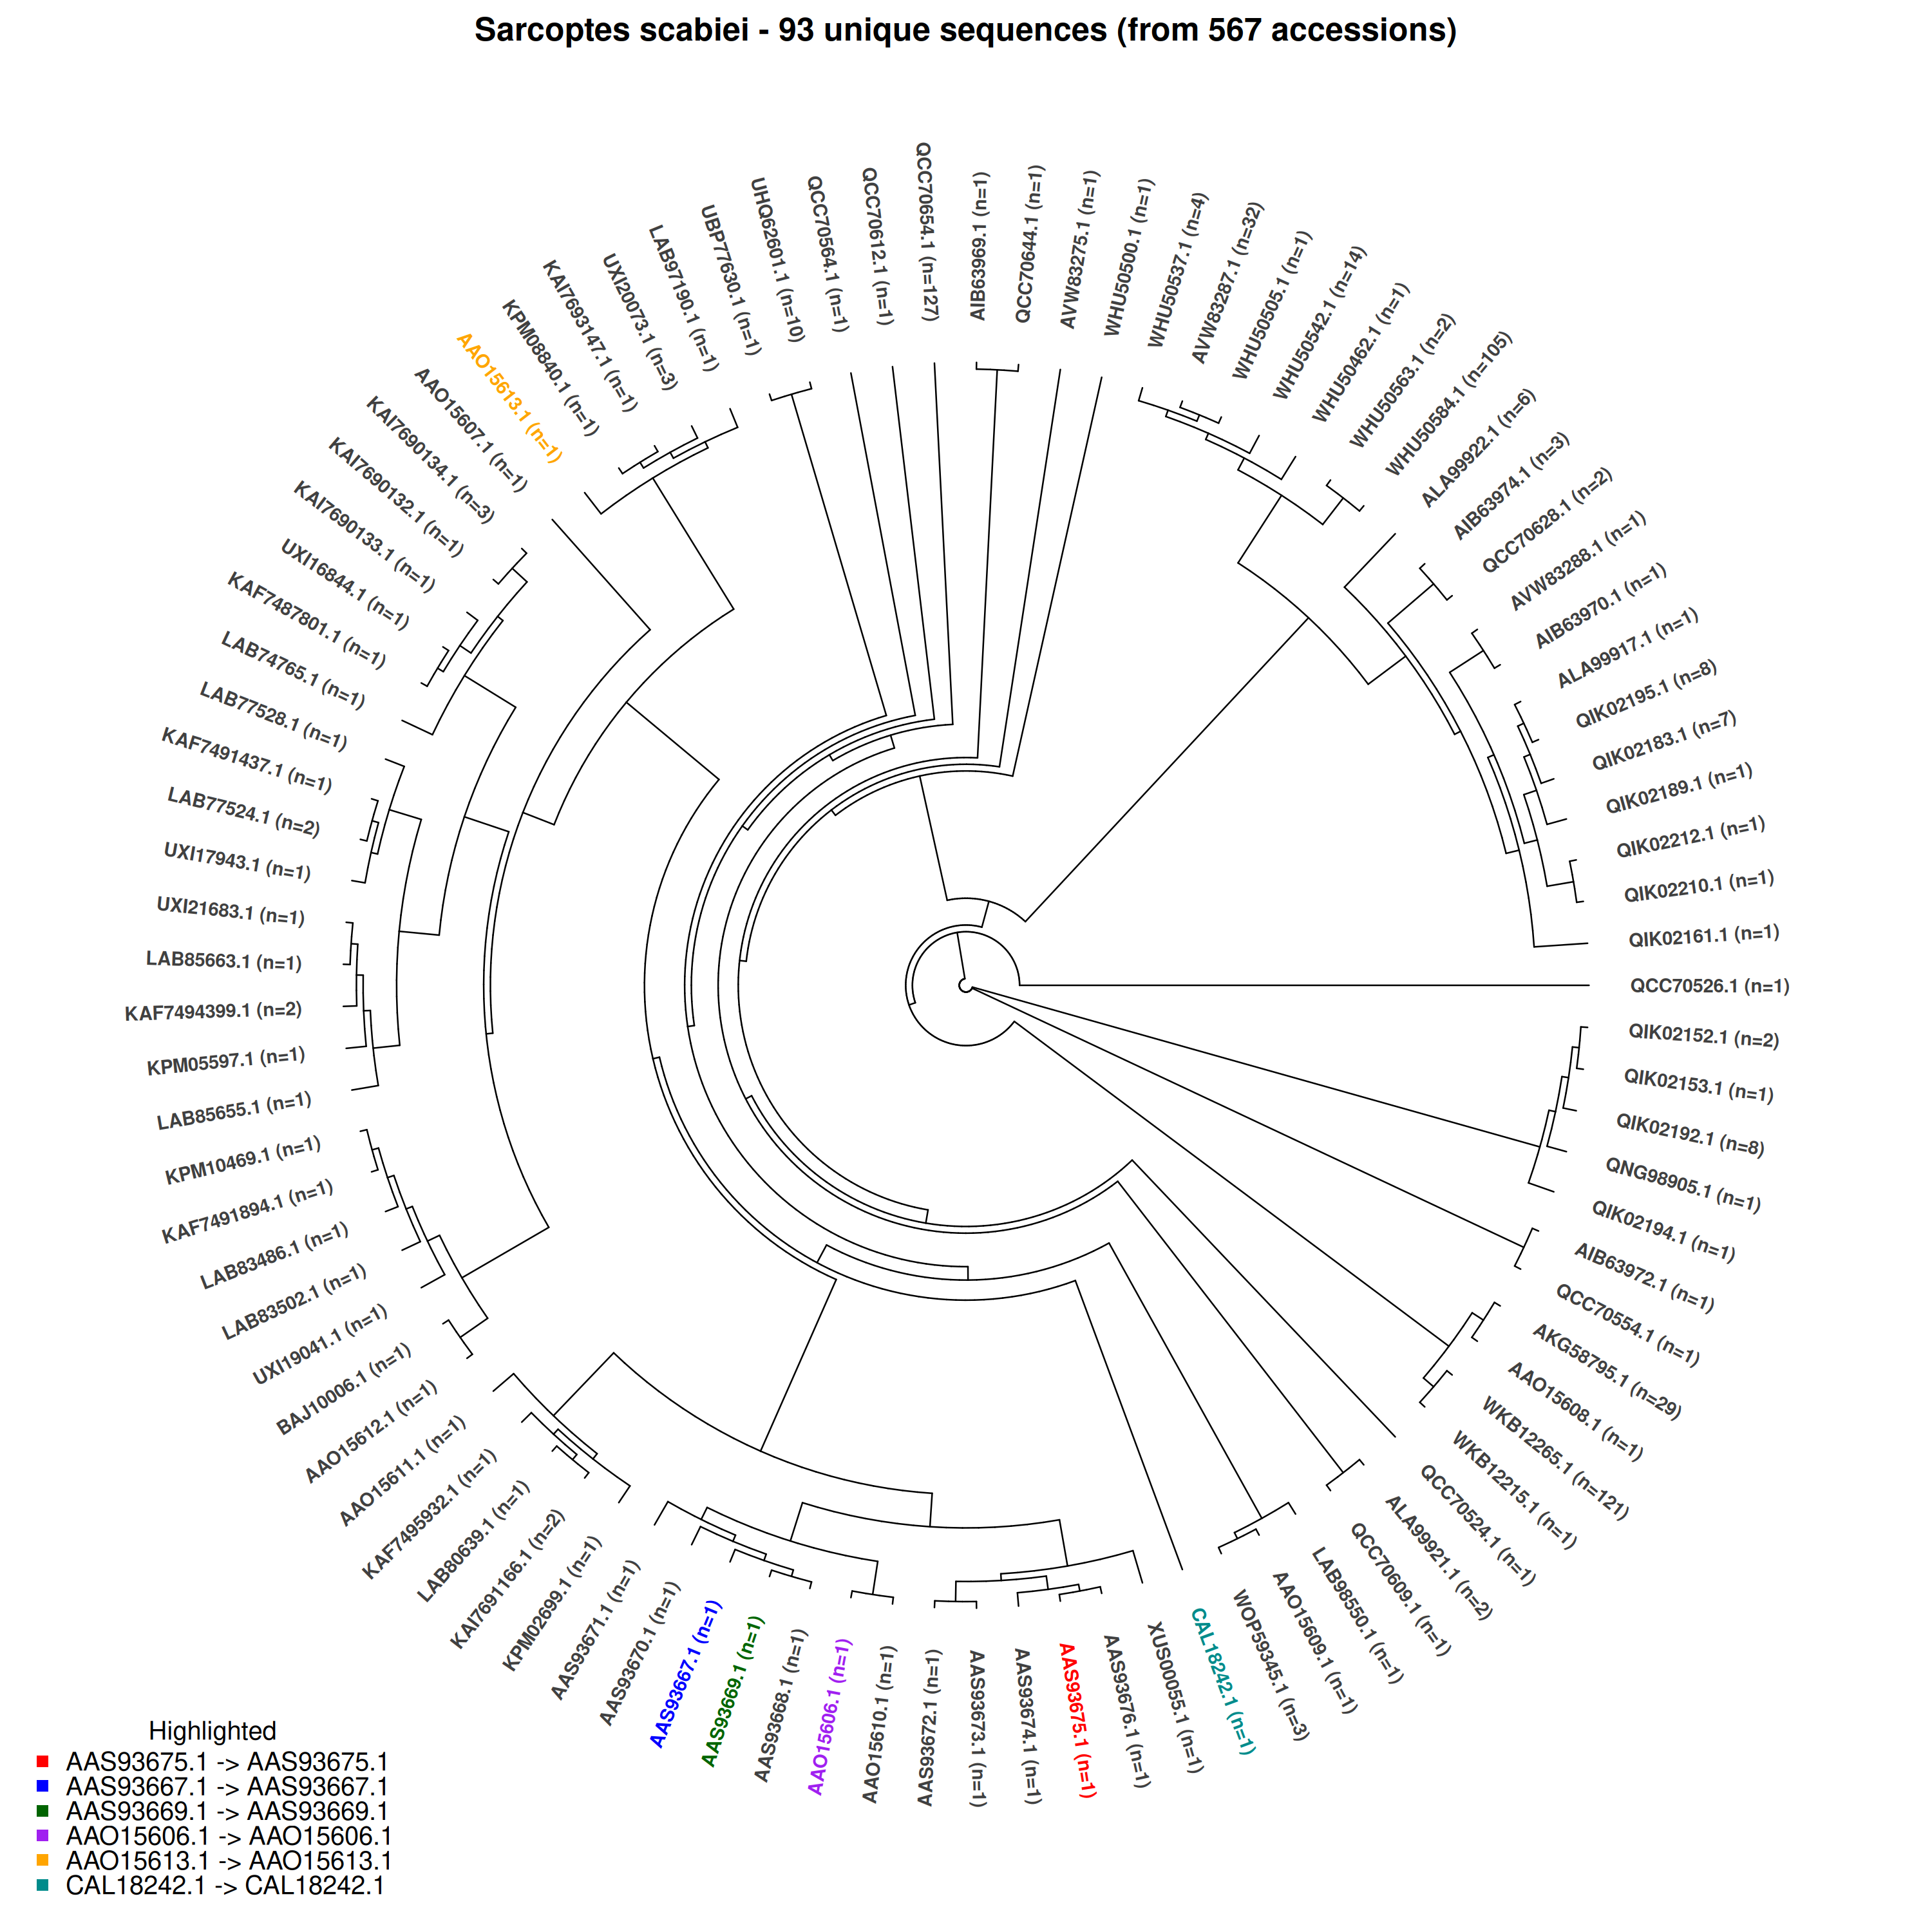 Sarcoptes scabiei - 93 unique sequences (from 567 accessions)
QCC70654.1 (n=127)
AIB63969.1 (n=1)
QCC70644.1 (n=1)
AVW83275.1 (n=1)
WHU50500.1 (n=1)
WHU50537.1 (n=4)
AVW83287.1 (n=32)
WHU50505.1 (n=1)
WHU50542.1 (n=14)
WHU50462.1 (n=1)
WHU50563.1 (n=2)
WHU50584.1 (n=105)
ALA99922.1 (n=6)
AIB63974.1 (n=3)
QCC70628.1 (n=2)
AVW83288.1 (n=1)
AIB63970.1 (n=1)
ALA99917.1 (n=1)
QIK02195.1 (n=8)
QIK02183.1 (n=7)
QIK02189.1 (n=1)
QIK02212.1 (n=1)
QIK02210.1 (n=1)
QIK02161.1 (n=1)
QCC70526.1 (n=1)
QIK02152.1 (n=2)
QIK02153.1 (n=1)
QIK02192.1 (n=8)
QNG98905.1 (n=1)
QIK02194.1 (n=1)
AIB63972.1 (n=1)
QCC70554.1 (n=1)
AKG58795.1 (n=29)
AAO15608.1 (n=1)
WKB12265.1 (n=121)
WKB12215.1 (n=1)
QCC70524.1 (n=1)
ALA99921.1 (n=2)
QCC70609.1 (n=1)
LAB98550.1 (n=1)
AAO15609.1 (n=1)
WOP59345.1 (n=3)
CAL18242.1 (n=1)
XUS00055.1 (n=1)
AAS93676.1 (n=1)
AAS93675.1 (n=1)
AAS93674.1 (n=1)
AAS93673.1 (n=1)
AAS93672.1 (n=1)
AAO15610.1 (n=1)
AAO15606.1 (n=1)
AAS93668.1 (n=1)
AAS93669.1 (n=1)
AAS93667.1 (n=1)
AAS93670.1 (n=1)
AAS93671.1 (n=1)
KPM02699.1 (n=1)
KAI7691166.1 (n=2)
LAB80639.1 (n=1)
KAF7495932.1 (n=1)
AAO15611.1 (n=1)
AAO15612.1 (n=1)
BAJ10006.1 (n=1)
UXI19041.1 (n=1)
LAB83502.1 (n=1)
LAB83486.1 (n=1)
KAF7491894.1 (n=1)
KPM10469.1 (n=1)
LAB85655.1 (n=1)
KPM05597.1 (n=1)
KAF7494399.1 (n=2)
LAB85663.1 (n=1)
UXI21683.1 (n=1)
UXI17943.1 (n=1)
LAB77524.1 (n=2)
KAF7491437.1 (n=1)
LAB77528.1 (n=1)
LAB74765.1 (n=1)
KAF7487801.1 (n=1)
UXI16844.1 (n=1)
KAI7690133.1 (n=1)
KAI7690132.1 (n=1)
KAI7690134.1 (n=3)
AAO15607.1 (n=1)
AAO15613.1 (n=1)
KPM08840.1 (n=1)
KAI7693147.1 (n=1)
UXI20073.1 (n=3)
LAB97190.1 (n=1)
UBP77630.1 (n=1)
UHQ62601.1 (n=10)
QCC70564.1 (n=1)
QCC70612.1 (n=1)
Highlighted
AAS93675.1 -> AAS93675.1
AAS93667.1 -> AAS93667.1
AAS93669.1 -> AAS93669.1
AAO15606.1 -> AAO15606.1
AAO15613.1 -> AAO15613.1
CAL18242.1 -> CAL18242.1